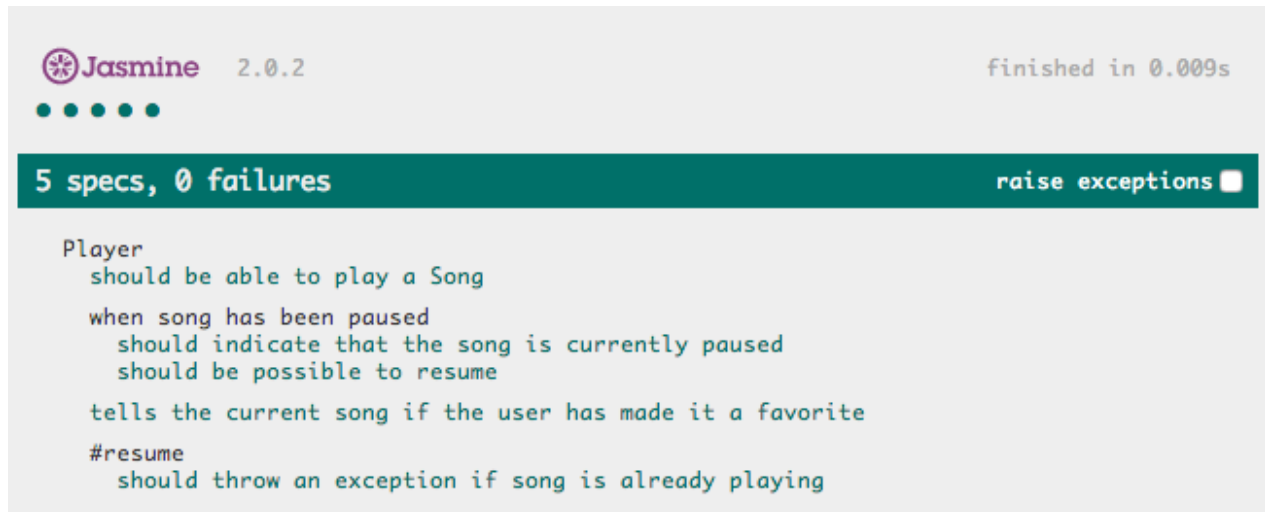 Jasmine 2.0.2 finished in 0.009s
5 specs, 0 failures raise exceptions
Player
should be able to play a Song
when song has been paused
should indicate that the song is currently paused
should be possible to resume
tells the current song if the user has made it a favorite
#resume
should throw an exception if song is already playing